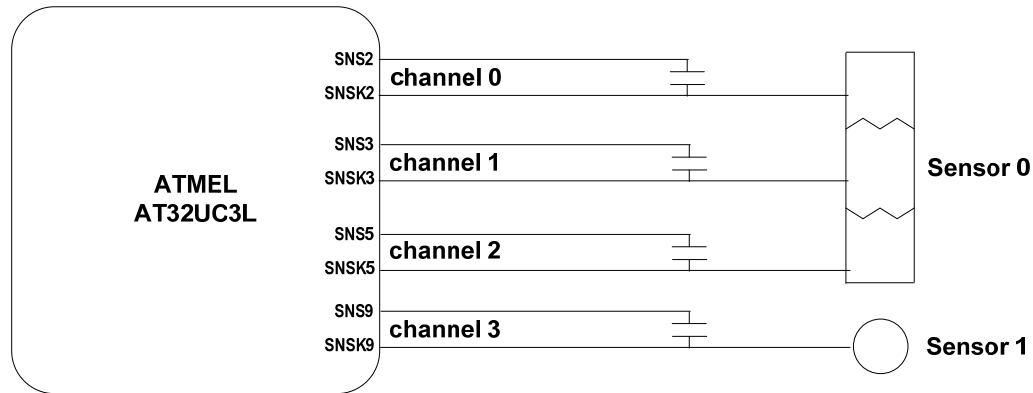 ATMEL
AT32UC3L
SNS2
channel 0
SNSK2
SNS3
channel 1
SNSK3
Sensor 0
SNS5
channel 2
SNSK5
SNS9
channel 3
SNSK9
Sensor 1